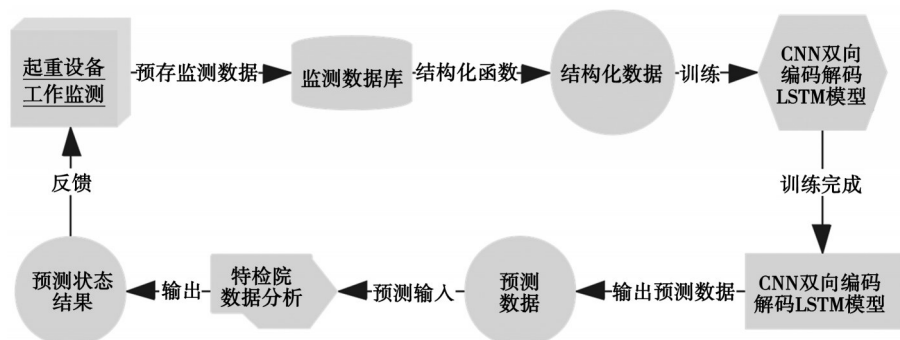 起重设备
工作监测
预存监测数据
监测数据库
结构化函数
结构化数据
训练
CNN双向
编码解码
LSTM模型
训练完成
CNN双向编码
解码LSTM模型
输出预测数据
预测
数据
预测输入
特检院
数据分析
输出
预测状态
结果
反馈